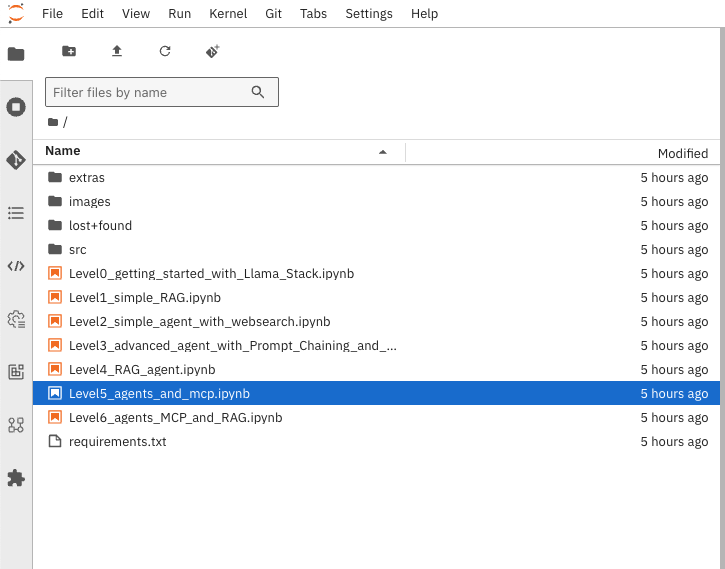 File Edit View Run Kernel Git Tabs Settings Help
Filter files by name
/
Name Modified
extras 5 hours ago
images 5 hours ago
lost+found 5 hours ago
src 5 hours ago
Level0_getting_started_with_Llama_Stack.ipynb 5 hours ago
Level1_simple_RAG.ipynb 5 hours ago
Level2_simple_agent_with_websearch.ipynb 5 hours ago
Level3_advanced_agent_with_Prompt_Chaining_and_... 5 hours ago
Level4_RAG_agent.ipynb 5 hours ago
Level5_agents_and_mcp.ipynb 5 hours ago
Level6_agents_MCP_and_RAG.ipynb 5 hours ago
requirements.txt 5 hours ago